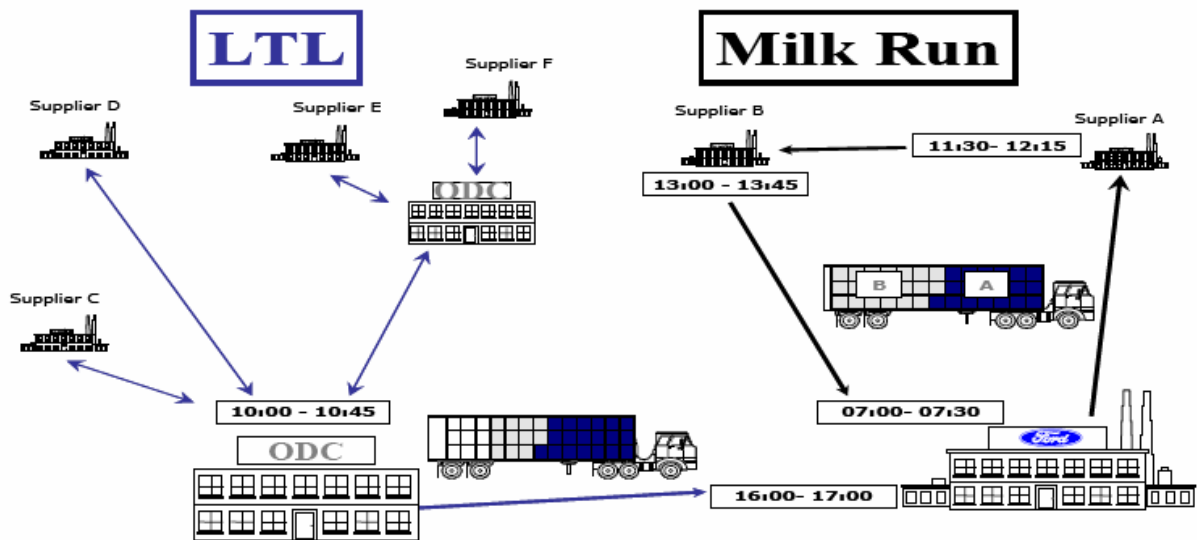 LTL
Milk Run
Supplier F
Supplier D
Supplier E
Supplier B
Supplier A
11:30- 12:15
13:00 - 13:45
ODC
B
A
Supplier C
10:00 - 10:45
07:00- 07:30
ODC
Ford
16:00- 17:00